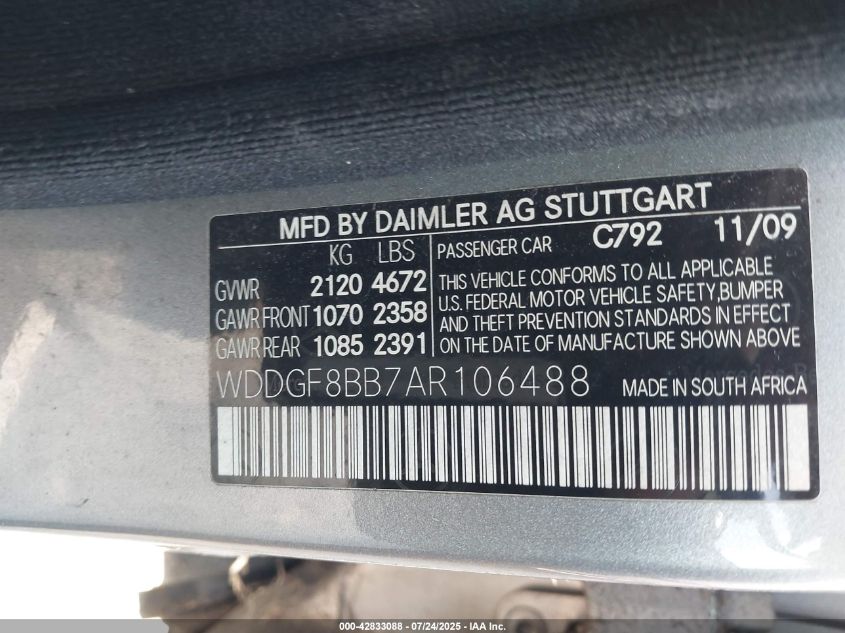 MFD BY DAIMLER AG STUTTGART
KG LBS PASSENGER CAR C792 11/09
GVWR 2120 4672
GAWR FRONT 1070 2358
GAWR REAR 1085 2391
THIS VEHICLE CONFORMS TO ALL APPLICABLE
U.S. FEDERAL MOTOR VEHICLE SAFETY,BUMPER
AND THEFT PREVENTION STANDARDS IN EFFECT
ON THE DATE OF MANUFACTURE SHOWN ABOVE
WDDGF8BB7AR106488 MADE IN SOUTH AFRICA
000-42833088 - 07/24/2025 - IAA Inc.